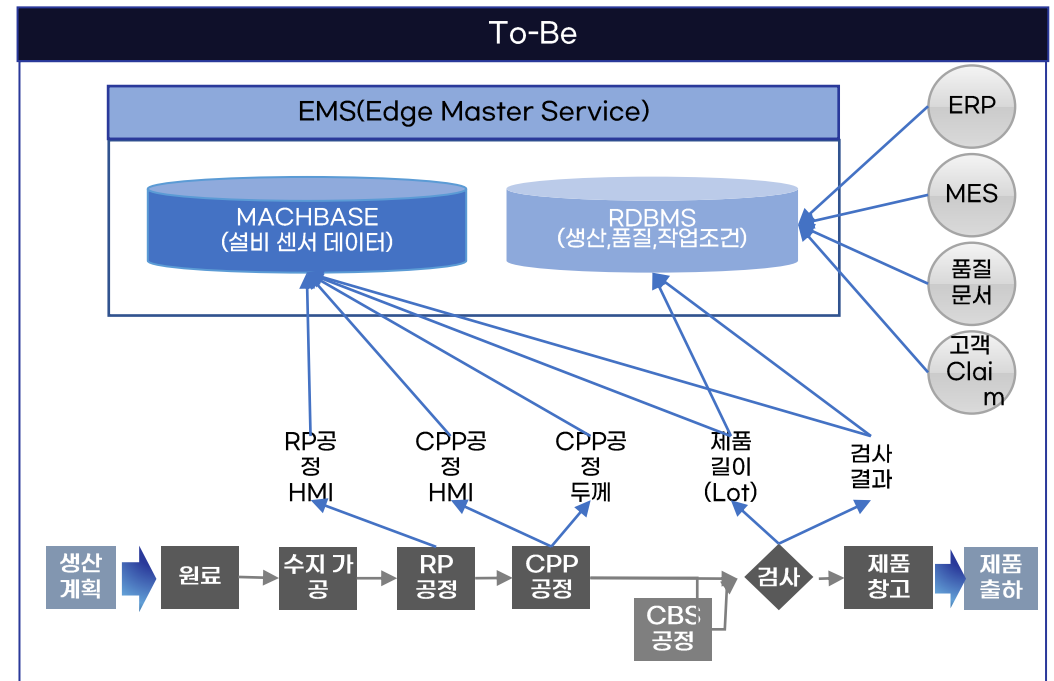 To-Be
EMS(Edge Master Service)
ERP
MES
품질
문서
고객
Clai
m
MACHBASE
(설비 센서 데이터)
RDBMS
(생산,품질,작업조건)
RP공
정
HMI
CPP공
정
HMI
CPP공
정
두께
제품
길이
(Lot)
검사
결과
생산
계획
원료
수지 가
공
RP
공정
CPP
공정
CBS
공정
검사
제품
창고
제품
출하